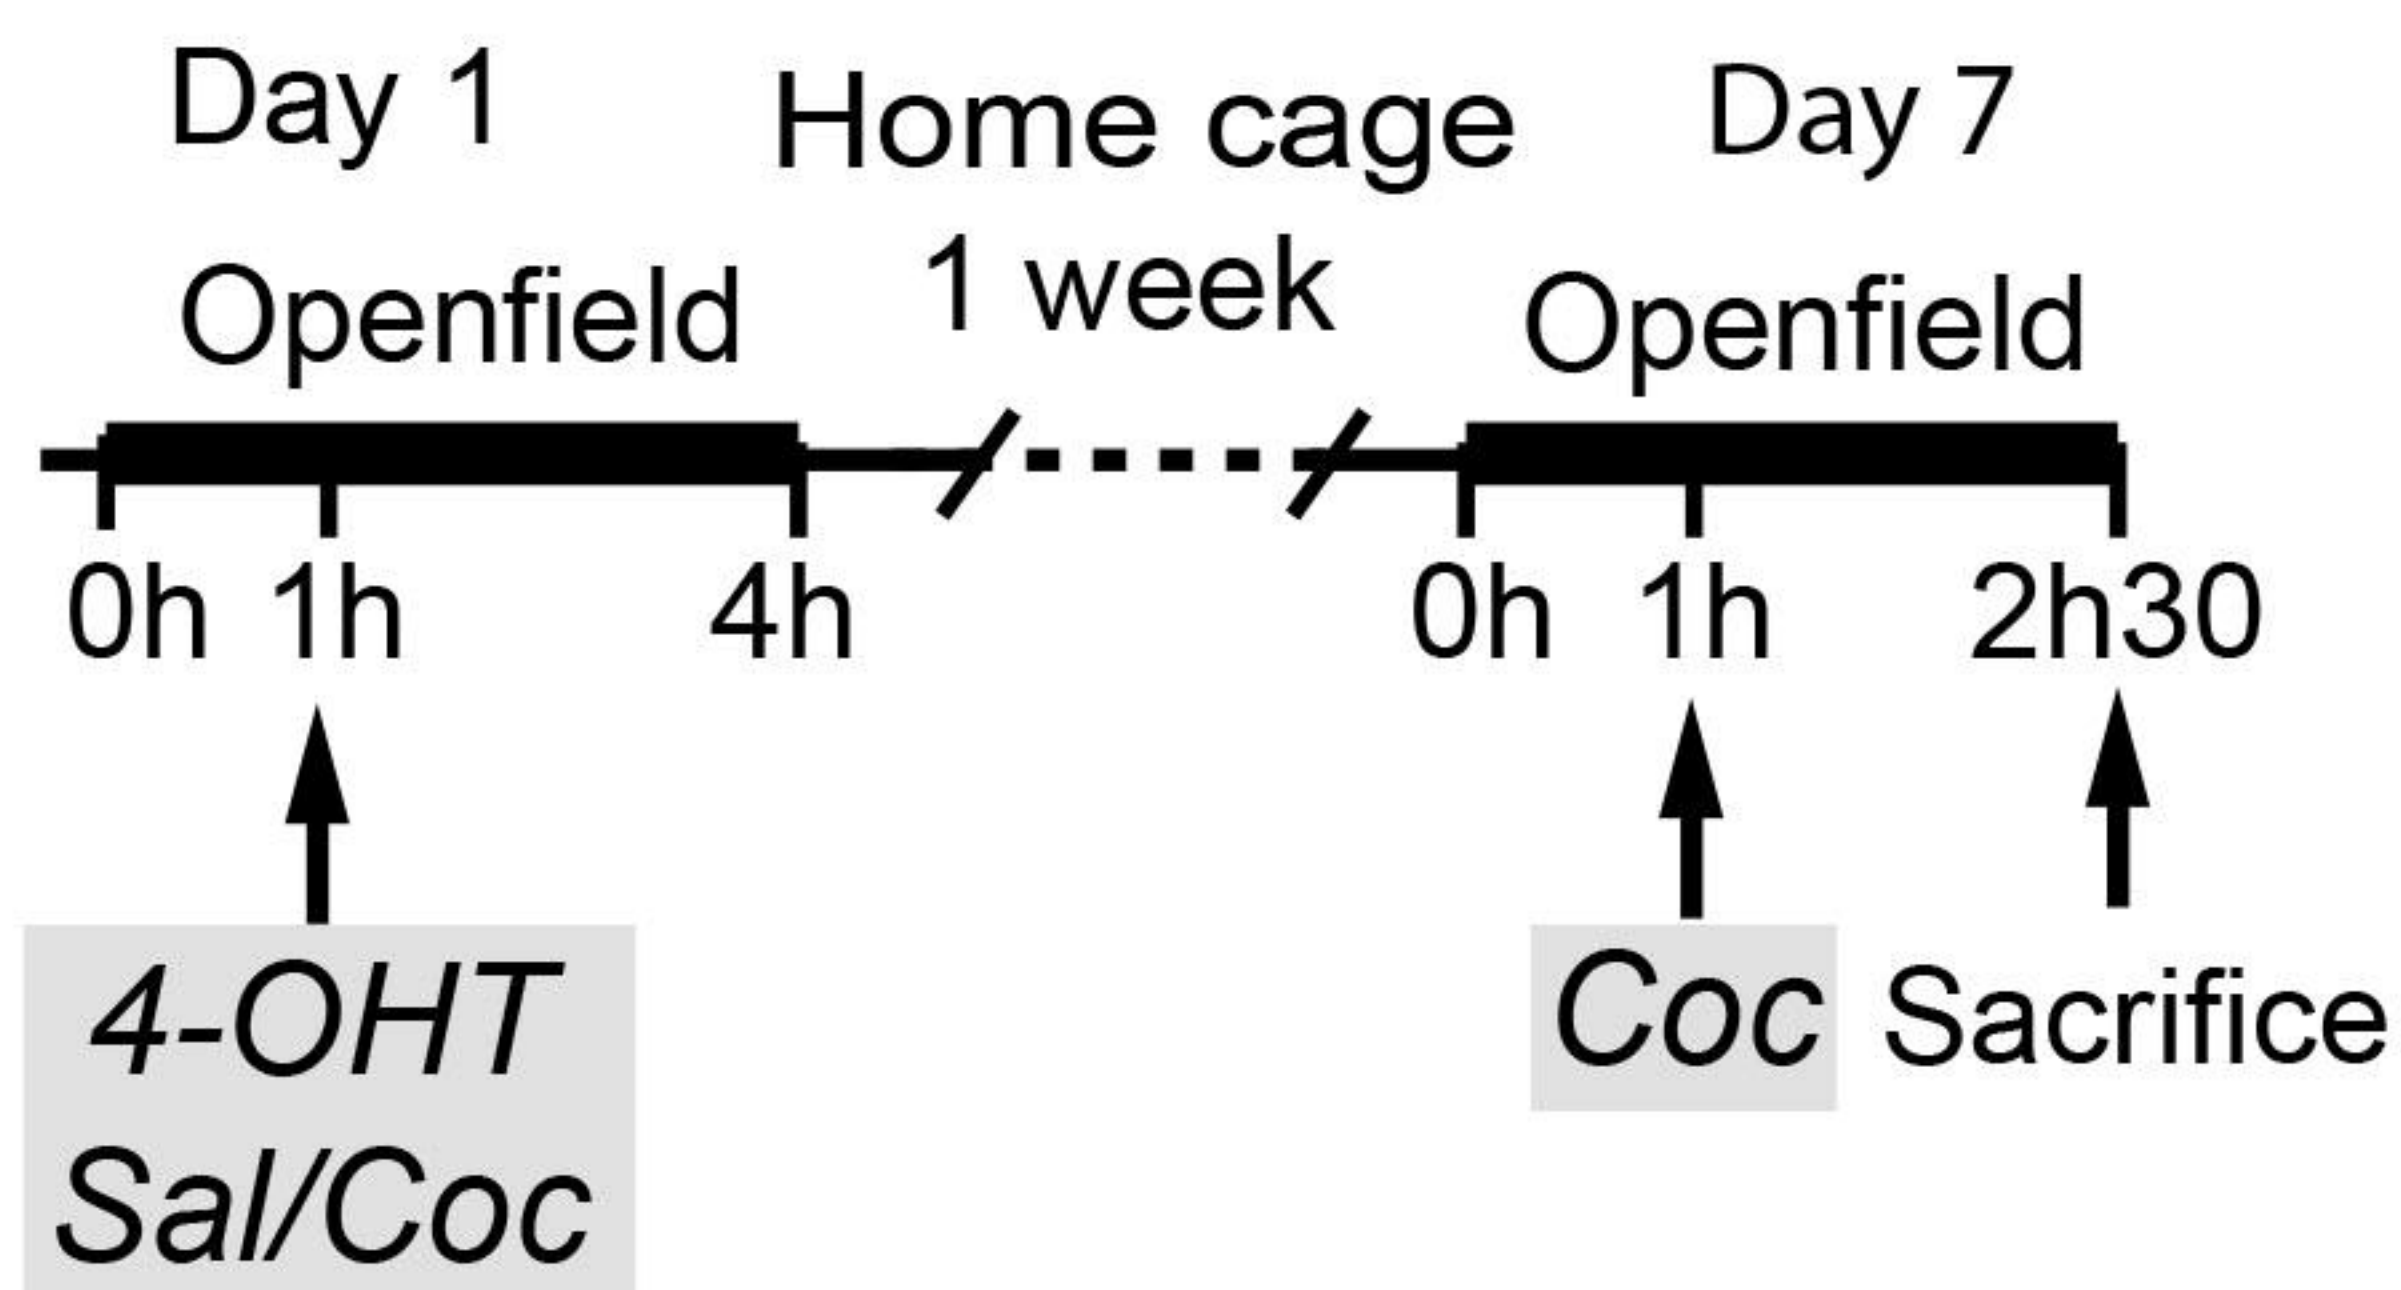 Day 1
Home cage
1 week
Day 7
Openfield
Openfield
0h
1h
4h
0h
1h
2h30
4-OHT
Sal/Coc
Coc
Sacrifice